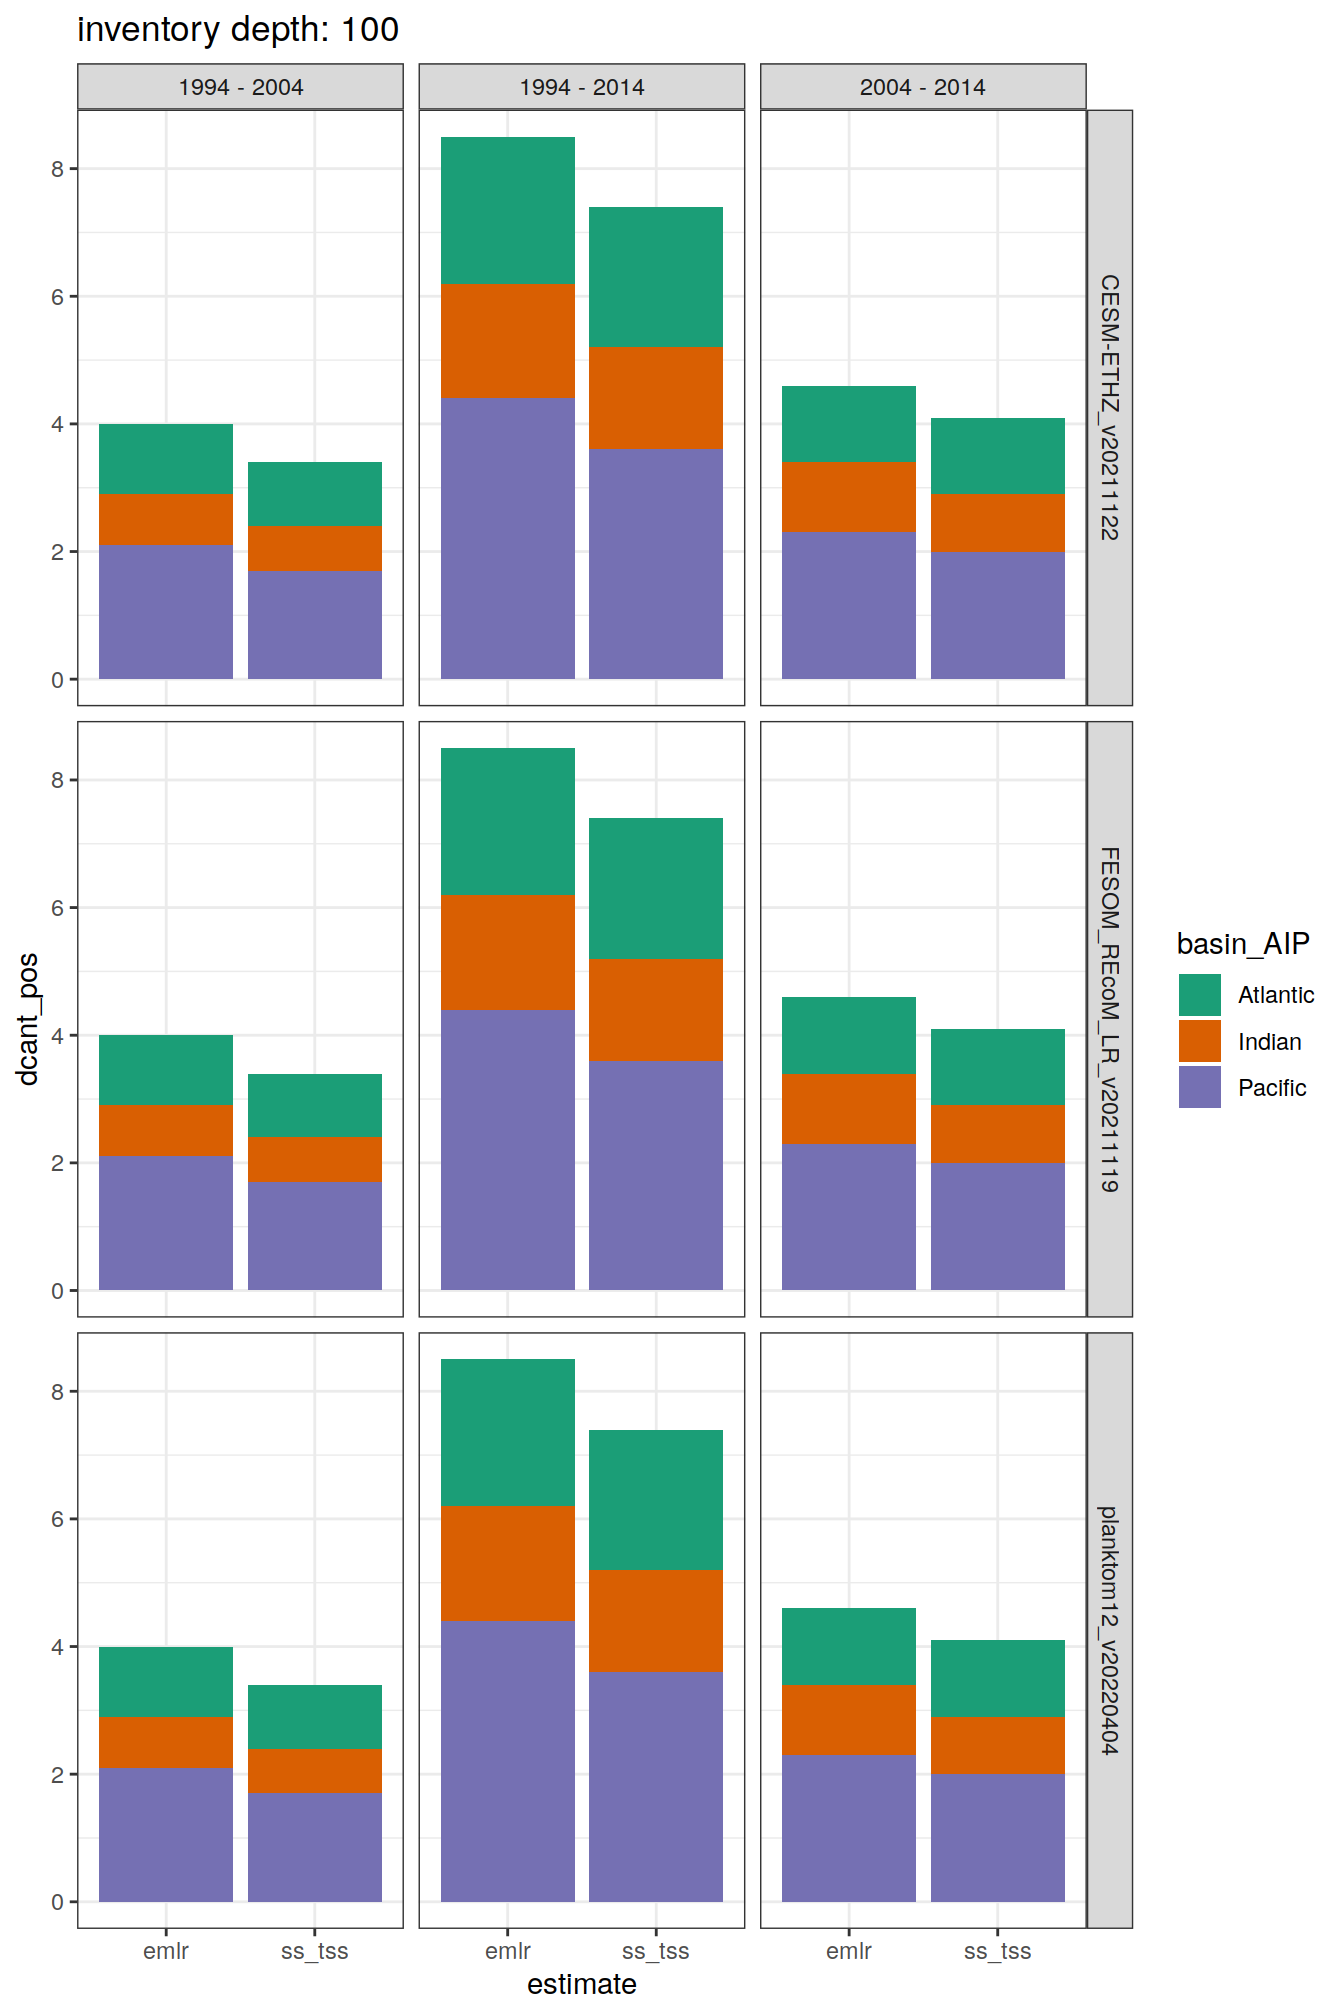 inventory depth: 100
1994 - 2004
1994 - 2014
2004 - 2014
8
6
4
2
0
CESM-ETHZ_v20211122
8
6
4
2
0
FESOM_REcoM_LR_v20211119
8
6
4
2
0
planktom12_v20220404
dcant_pos
emlr
ss_tss
emlr
ss_tss
emlr
ss_tss
estimate
basin_AIP
Atlantic
Indian
Pacific